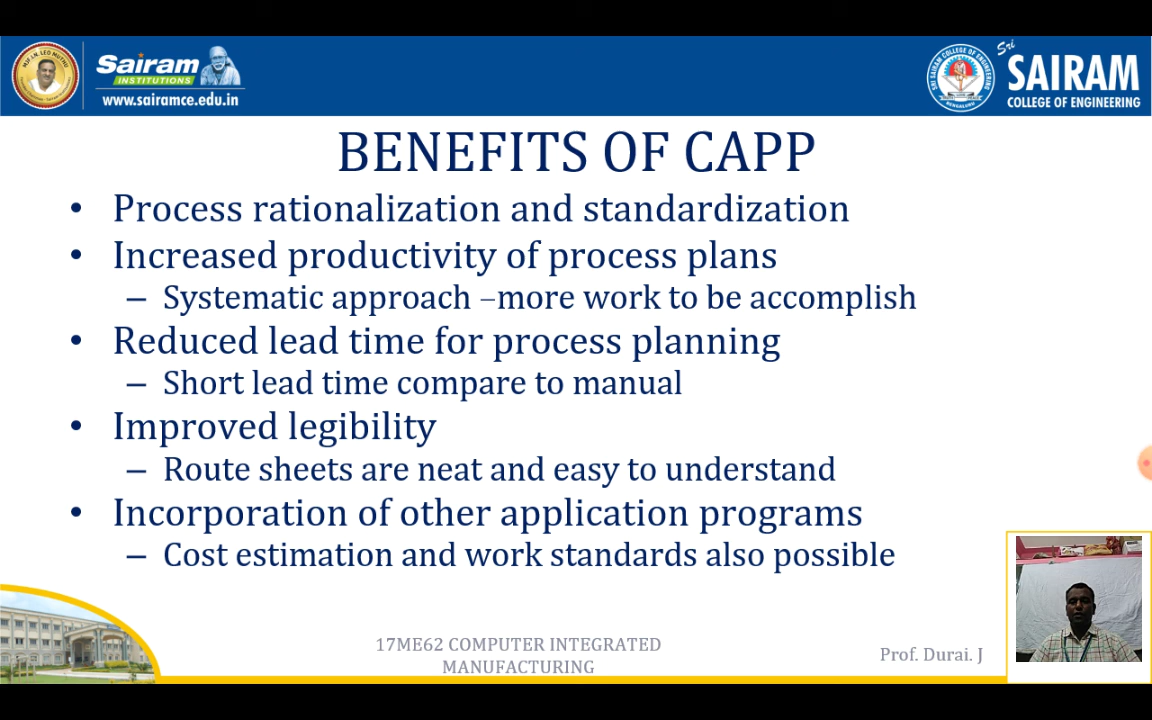 Sairam
INSTITUTIONS
www.sairamce.edu.in
Sri
SAIRAM
COLLEGE OF ENGINEERING
BENEFITS OF CAPP
• Process rationalization and standardization
• Increased productivity of process plans
– Systematic approach –more work to be accomplish
• Reduced lead time for process planning
– Short lead time compare to manual
• Improved legibility
– Route sheets are neat and easy to understand
• Incorporation of other application programs
– Cost estimation and work standards also possible
17ME62 COMPUTER INTEGRATED
MANUFACTURING
Prof. Durai. J